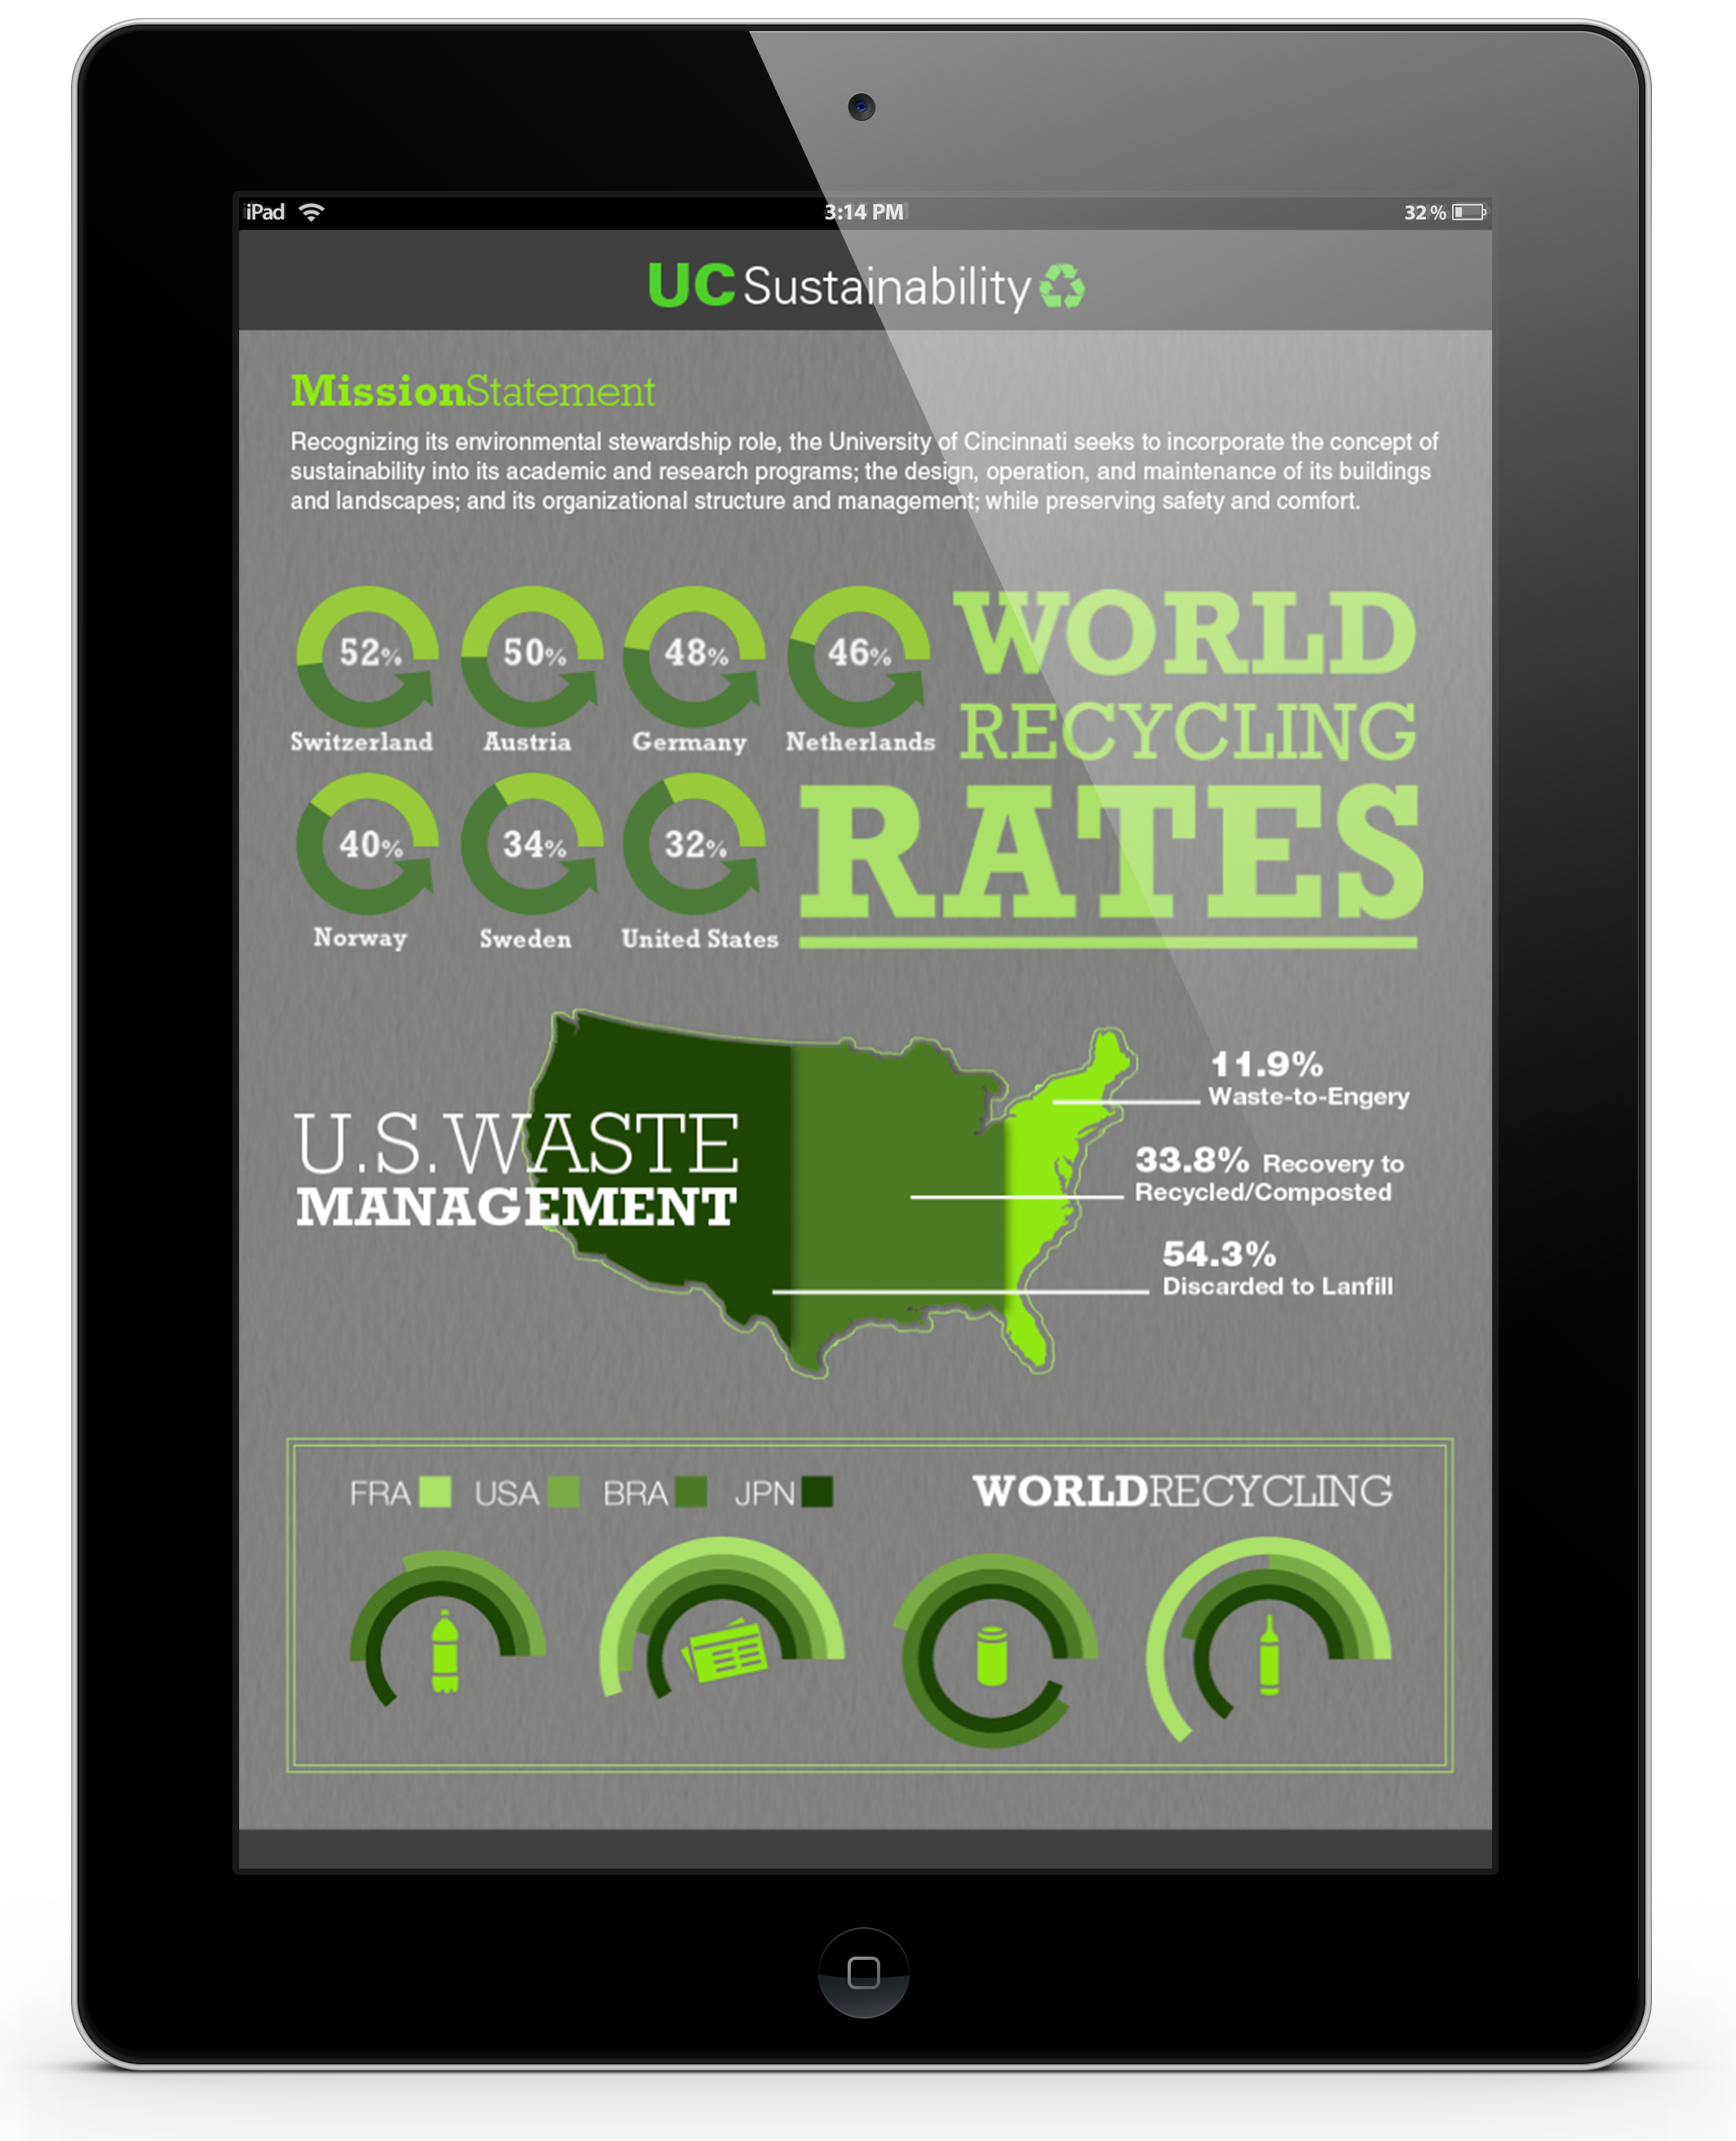 iPad
3:14 PM
32%
UC Sustainability
MissionStatement
Recognizing its environmental stewardship role, the University of Cincinnati seeks to incorporate the concept of
sustainability into its academic and research programs; the design, operation, and maintenance of its buildings
and landscapes; and its organizational structure and management; while preserving safety and comfort.
52%
50%
48%
46%
Switzerland
Austria
Germany
Netherlands
40%
34%
32%
Norway
Sweden
United States
WORLD
RECYCLING
RATES
U.S. WASTE
MANAGEMENT
11.9%
Waste-to-Engery
33.8% Recovery to
Recycled/Composted
54.3%
Discarded to Lanfill
FRA
USA
BRA
JPN
WORLDRECYCLING